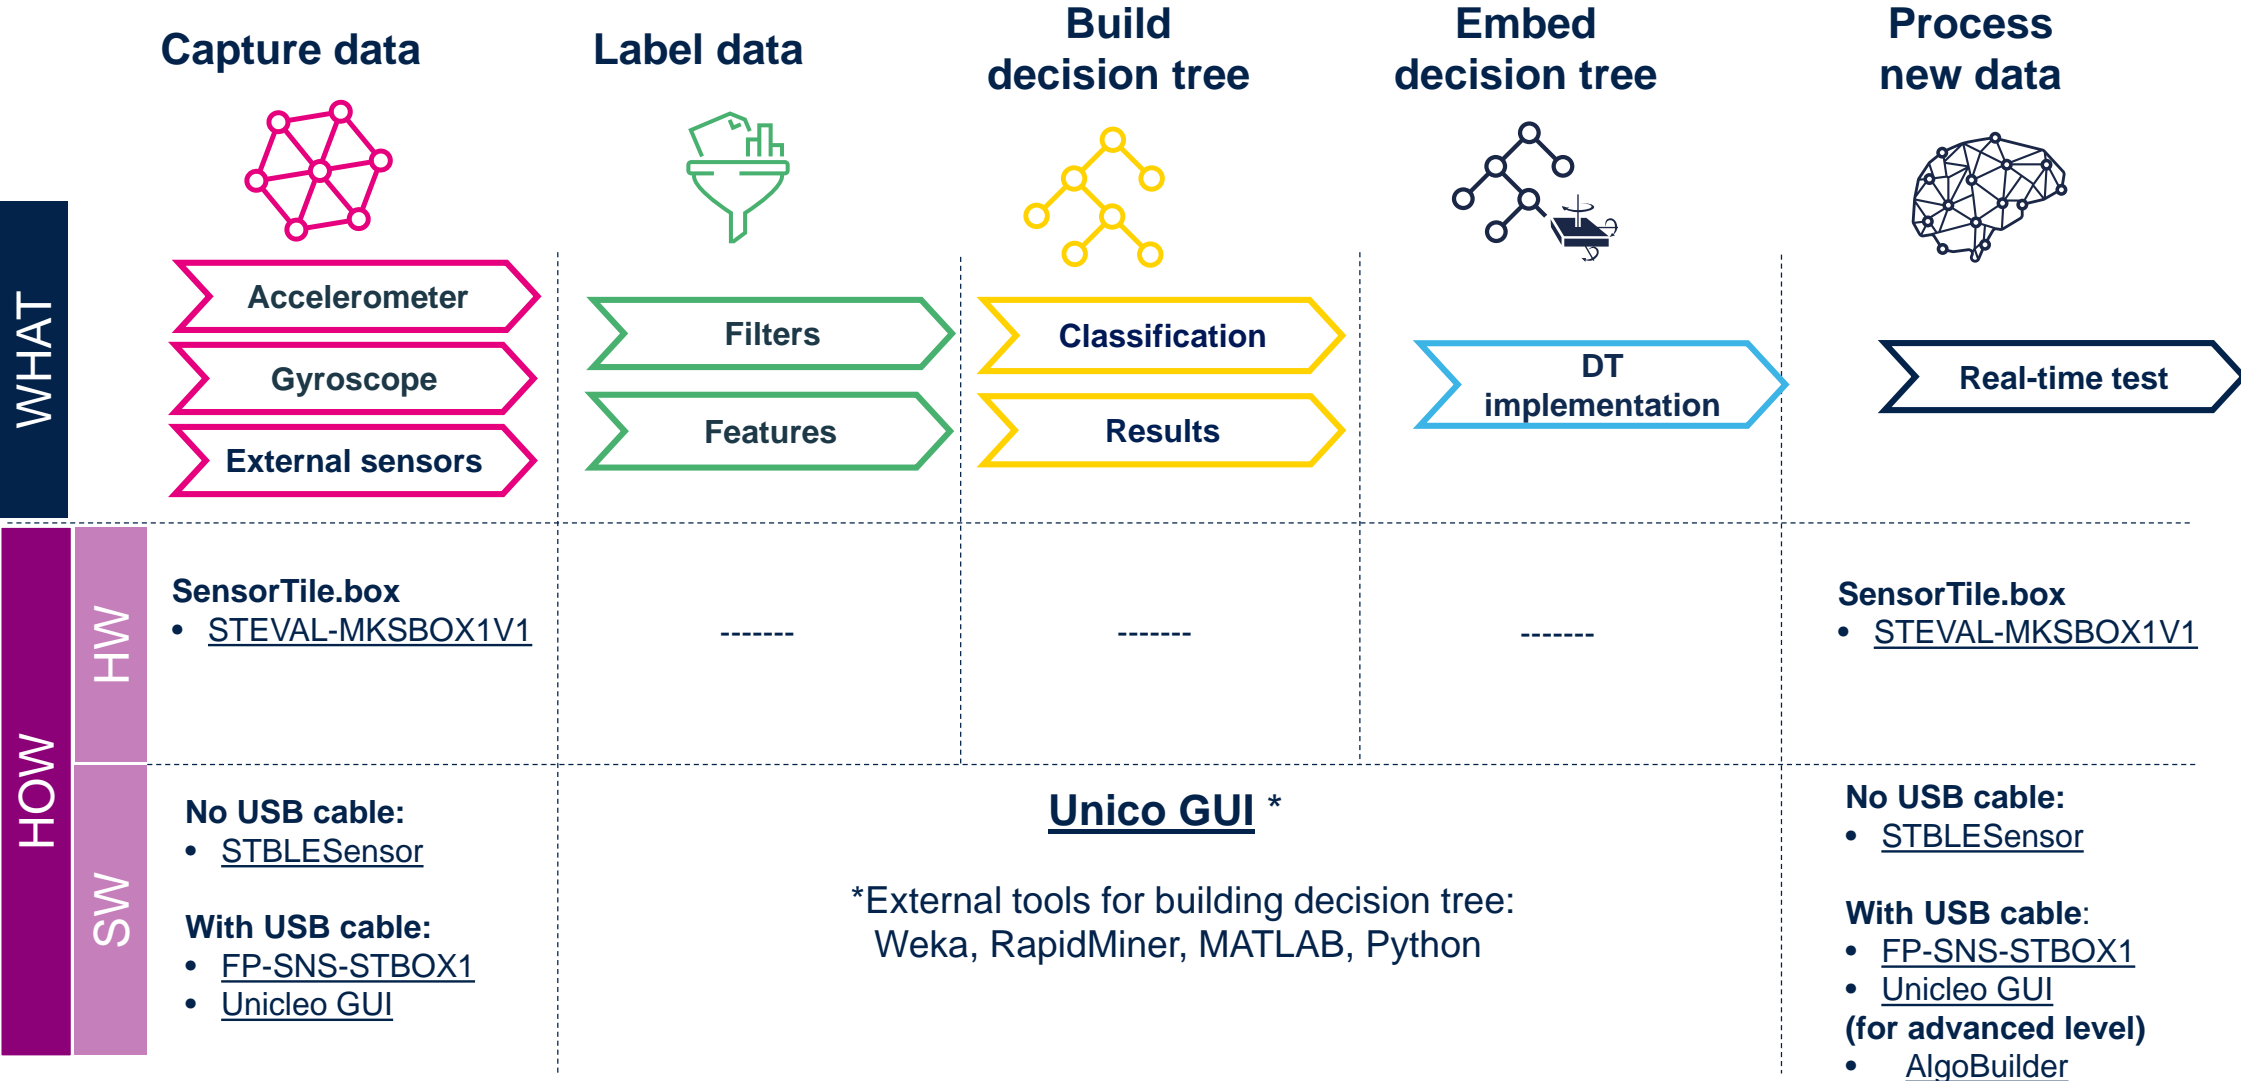 Capture data
Label data
Build
decision tree
Embed
decision tree
Process
new data
WHAT
Accelerometer
Gyroscope
External sensors
Filters
Features
Classification
Results
DT
implementation
Real-time test
HOW
HW
SensorTile.box
• STEVAL-MKSBOX1V1
-------
-------
-------
SensorTile.box
• STEVAL-MKSBOX1V1
SW
No USB cable:
• STBLESensor
With USB cable:
• FP-SNS-STBOX1
• Unicleo GUI
Unico GUI *
*External tools for building decision tree:
Weka, RapidMiner, MATLAB, Python
No USB cable:
• STBLESensor
With USB cable:
• FP-SNS-STBOX1
• Unicleo GUI
(for advanced level)
• AlgoBuilder